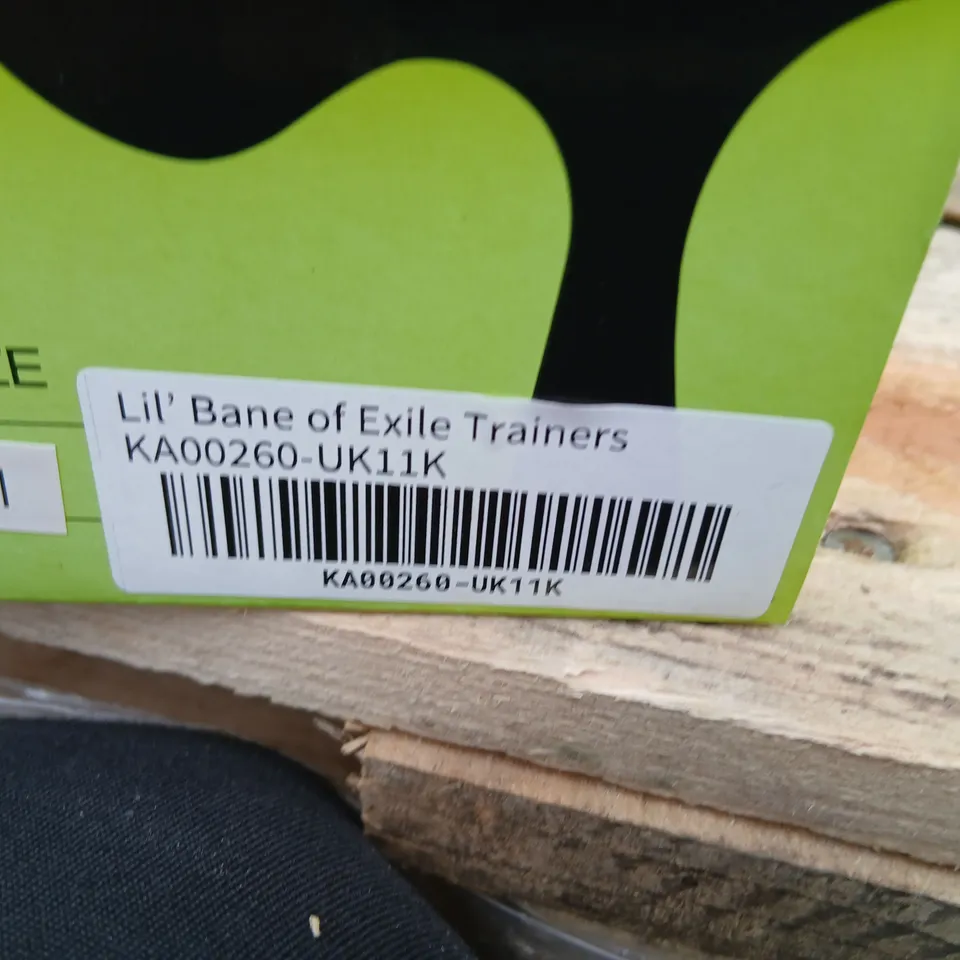 Lil’ Bane of Exile Trainers
KA00260-UK11K
KA00260-UK11K